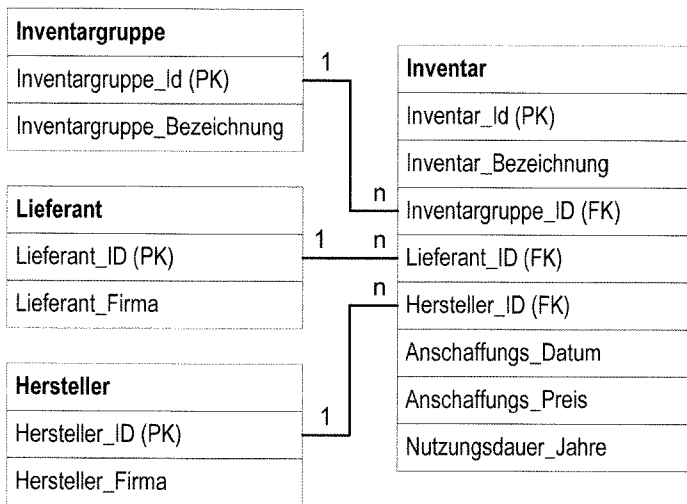 Inventargruppe
Inventargruppe_Id (PK)
Inventargruppe_Bezeichnung
Lieferant
Lieferant_ID (PK)
Lieferant_Firma
Hersteller
Hersteller_ID (PK)
Hersteller_Firma
1
n
1
n
n
1
Inventar
Inventar_Id (PK)
Inventar_Bezeichnung
Inventargruppe_ID (FK)
Lieferant_ID (FK)
Hersteller_ID (FK)
Anschaffungs_Datum
Anschaffungs_Preis
Nutzungsdauer_Jahre